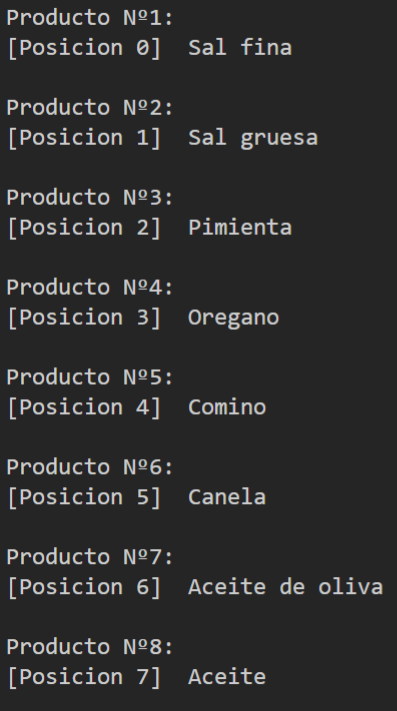 Producto Nº1:
[Posicion 0]  Sal fina
Producto Nº2:
[Posicion 1]  Sal gruesa
Producto Nº3:
[Posicion 2]  Pimienta
Producto Nº4:
[Posicion 3]  Oregano
Producto Nº5:
[Posicion 4]  Comino
Producto Nº6:
[Posicion 5]  Canela
Producto Nº7:
[Posicion 6]  Aceite de oliva
Producto Nº8:
[Posicion 7]  Aceite